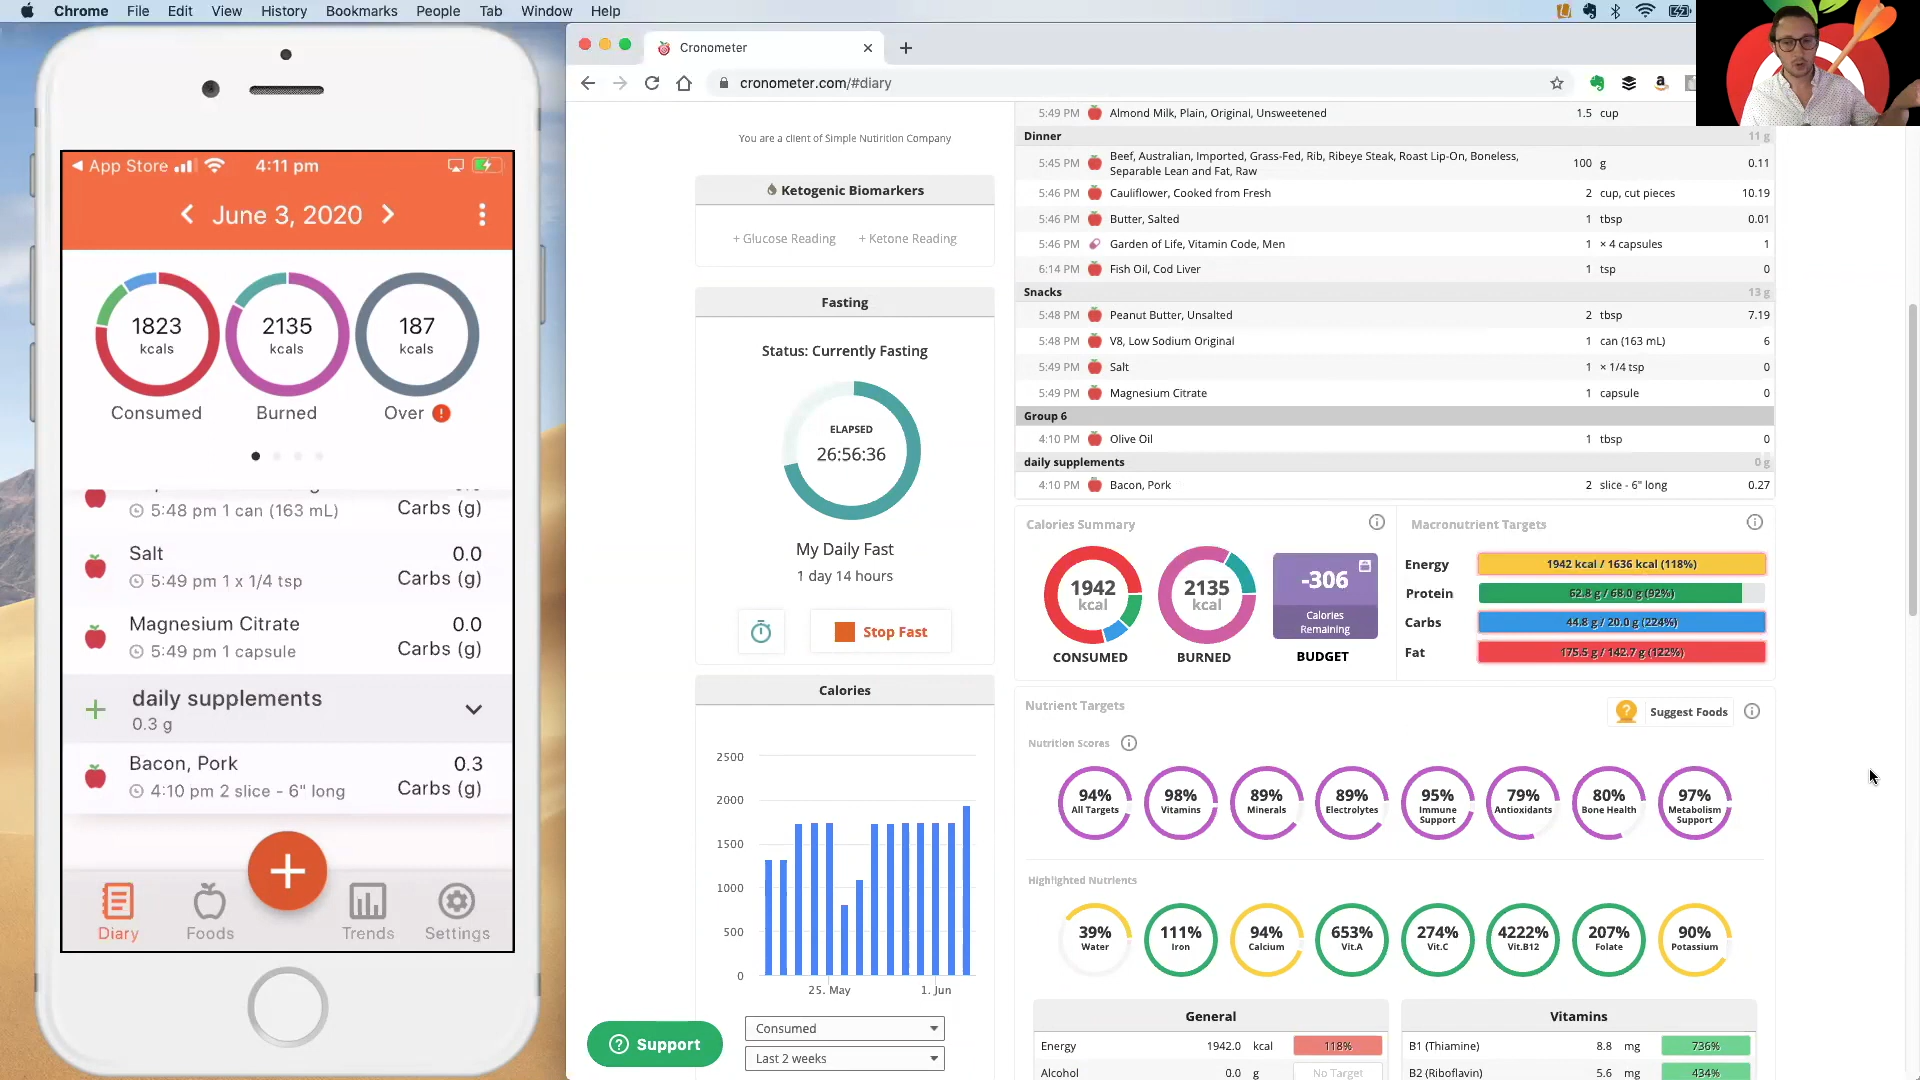 Chrome File Edit View History Bookmarks People Tab Window Help
App Store 4:11 pm
June 3, 2020
1823 kcals
2135 kcals
187 kcals
Consumed
Burned
Over
5:48 pm 1 can (163 mL) Carbs (g)
Salt 0.0
5:49 pm 1 x 1/4 tsp Carbs (g)
Magnesium Citrate 0.0
5:49 pm 1 capsule Carbs (g)
daily supplements
0.3 g
Bacon, Pork 0.3
4:10 pm 2 slice - 6" long Carbs (g)
Diary Foods Trends Settings
Cronometer
cronometer.com/#diary
You are a client of Simple Nutirition Company
Ketogenic Biomarkers
+ Glucose Reading + Ketone Reading
Fasting
Status: Currently Fasting
ELAPSED
26:56:36
My Daily Fast
1 day 14 hours
Stop Fast
Calories
2500
2000
1500
1000
500
0
25. May 1. Jun
Consumed
Last 2 weeks
Support
5:49 PM Almond Milk, Plain, Original, Unsweetened 1.5 cup
Dinner 11 g
5:45 PM Beef, Australian, Imported, Grass-Fed, Rib, Ribeye Steak, Roast Lip-On, Boneless, Separable Lean and Fat, Raw 100 g 0.11
5:46 PM Cauliflower, Cooked from Fresh 2 cup, cut pieces 10.19
5:46 PM Butter, Salted 1 tbsp 0.01
5:46 PM Garden of Life, Vitamin Code, Men 1 × 4 capsules 1
6:14 PM Fish Oil, Cod Liver 1 tsp 0
Snacks 13 g
5:48 PM Peanut Butter, Unsalted 2 tbsp 7.19
5:48 PM V8, Low Sodium Original 1 can (163 mL) 6
5:49 PM Salt 1 × 1/4 tsp 0
5:49 PM Magnesium Citrate 1 capsule 0
Group 6
4:10 PM Olive Oil 1 tbsp 0
daily supplements 0 g
4:10 PM Bacon, Pork 2 slice - 6" long 0.27
Calories Summary
1942 kcal
CONSUMED
2135 kcal
BURNED
-306
Calories Remaining
BUDGET
Macronutrient Targets
Energy 1942 kcal / 1636 kcal (118%)
Protein 62.8 g / 68.0 g (92%)
Carbs 44.8 g / 20.0 g (224%)
Fat 175.5 g / 142.7 g (122%)
Nutrient Targets
Suggest Foods
Nutrition Scores
94% All Targets
98% Vitamins
89% Minerals
89% Electrolytes
95% Immune Support
79% Antioxidants
80% Bone Health
97% Metabolism Support
Highlighted Nutrients
39% Water
111% Iron
94% Calcium
653% Vit.A
274% Vit.C
4222% Vit.B12
207% Folate
90% Potassium
General
Energy 1942.0 kcal 118%
Alcohol 0.0 g No Target
Vitamins
B1 (Thiamine) 8.8 mg 736%
B2 (Riboflavin) 5.6 mg 434%